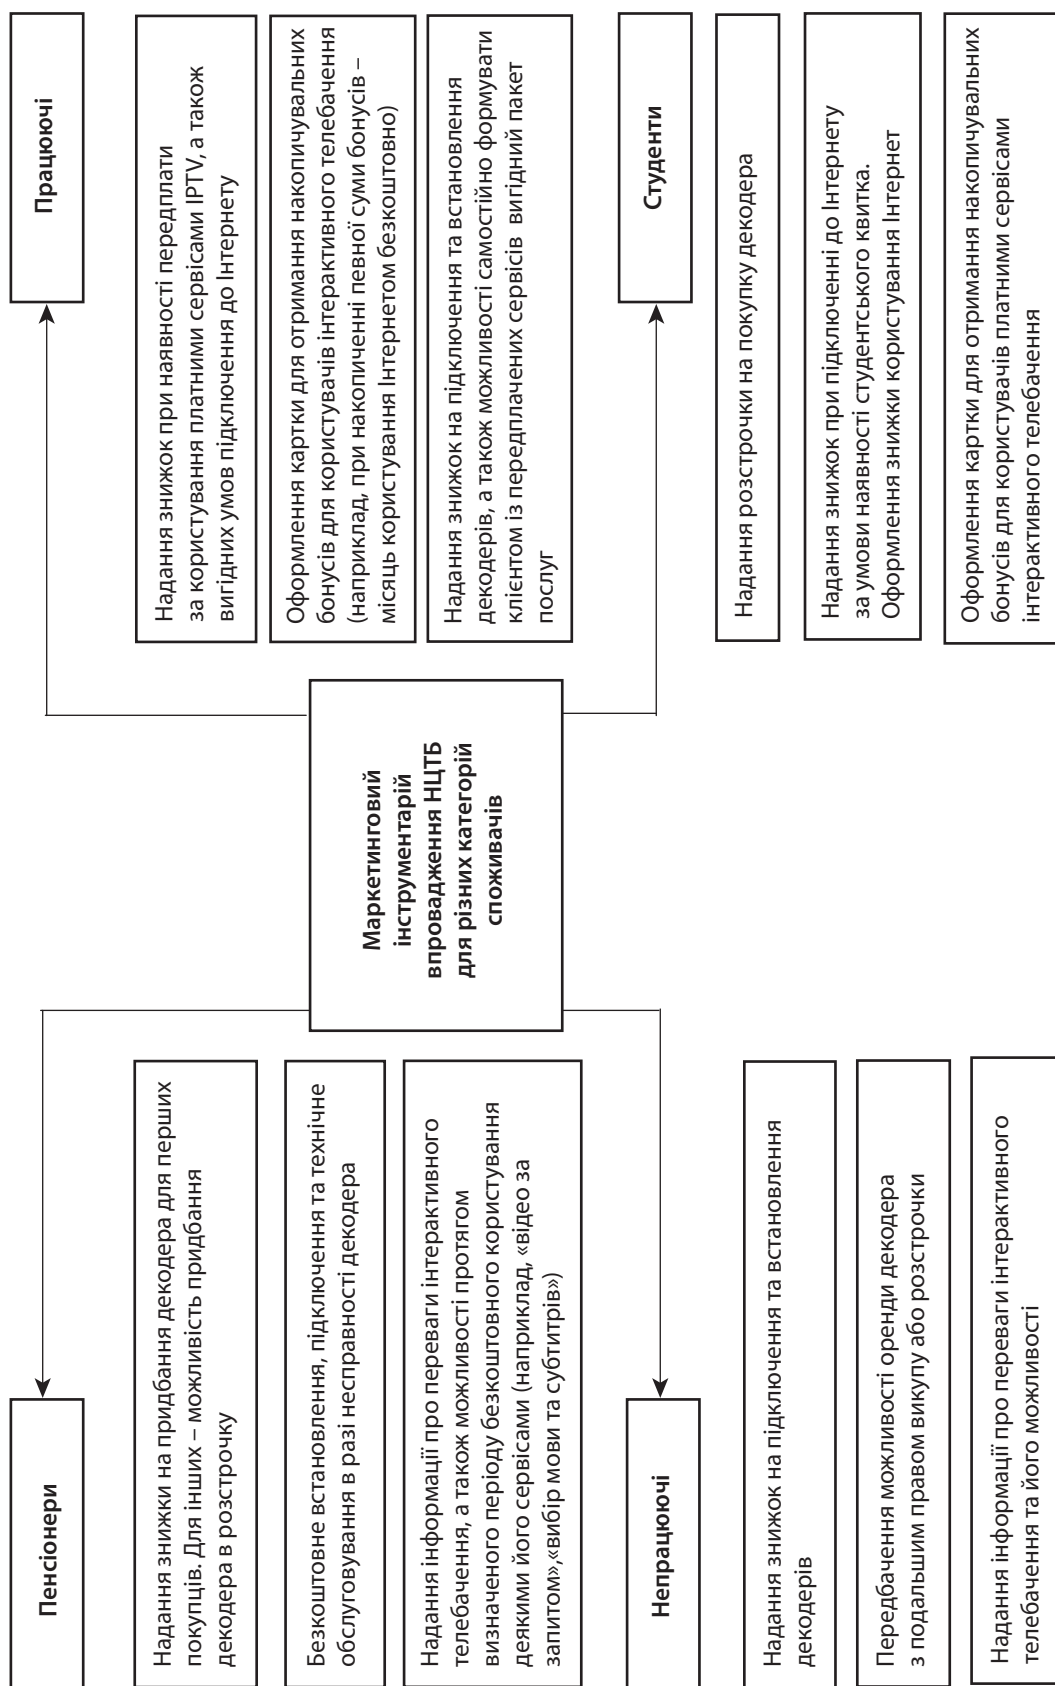 Пенсіонери
Надання знижки на придбання декодера для перших
покупців. Для інших – можливість придбання
декодера в розстрочку
Безкоштовне встановлення, підключення та технічне
обслуговування в разі несправності декодера
Надання інформації про переваги інтерактивного
телебачення, а також можливості протягом
визначеного періоду безкоштовного користування
деякими його сервісами (наприклад, «відео за
запитом»,«вибір мови та субтитрів»)
Непрацюючі
Надання знижок на підключення та встановлення
декодерів
Передбачення можливості оренди декодера
з подальшим правом викупу або розстрочки
Надання інформації про переваги інтерактивного
телебачення та його можливості
Маркетинговий
інструментарій
впровадження НЦТБ
для різних категорій
споживачів
Працюючі
Надання знижок при наявності передплати
за користування платними сервісами IPTV, а також
вигідних умов підключення до Інтернету
Оформлення картки для отримання накопичувальних
бонусів для користувачів інтерактивного телебачення
(наприклад, при накопиченні певної суми бонусів –
місяць користування Інтернетом безкоштовно)
Надання знижок на підключення та встановлення
декодерів, а також можливості самостійно формувати
клієнтом із передплачених сервісів вигідний пакет
послуг
Студенти
Надання розстрочки на покупку декодера
Надання знижок при підключенні до Інтернету
за умови наявності студентського квитка.
Оформлення знижки користування Інтернет
Оформлення картки для отримання накопичувальних
бонусів для користувачів платними сервісами
інтерактивного телебачення